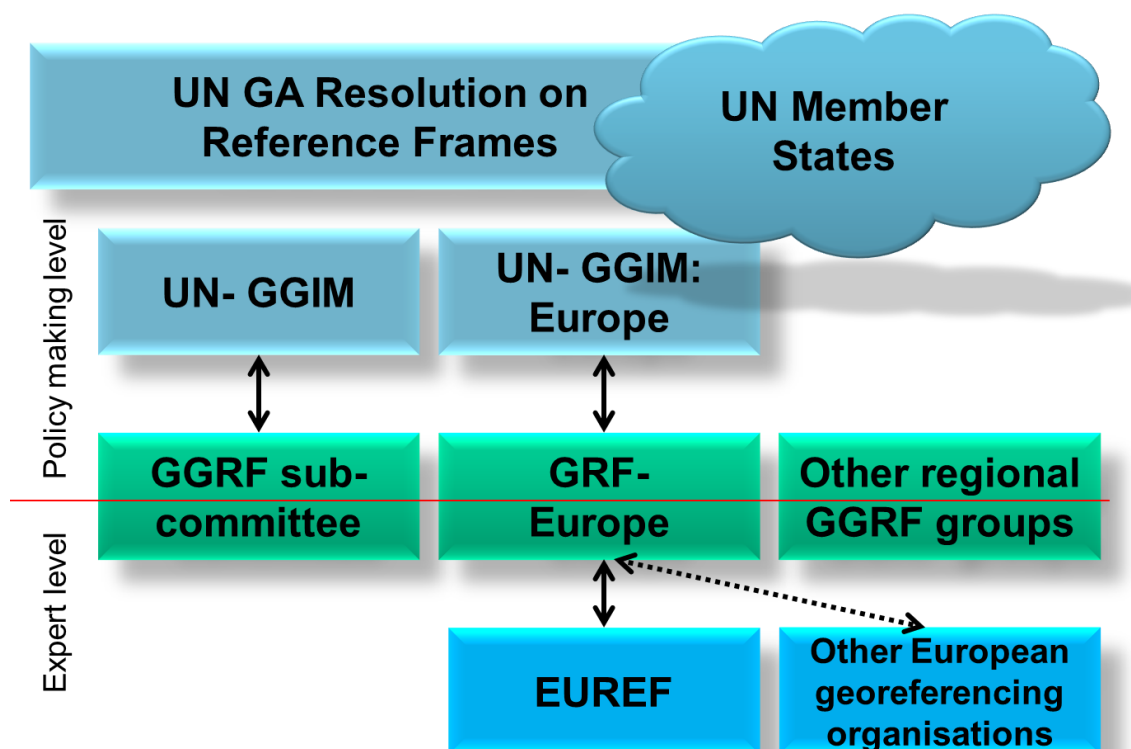 UN GA Resolution on
Reference Frames
UN Member
States
Policy making level
UN- GGIM
UN- GGIM:
Europe
GGRF sub-
committee
GRF-
Europe
Other regional
GGRF groups
Expert level
EUREF
Other European
georeferencing
organisations